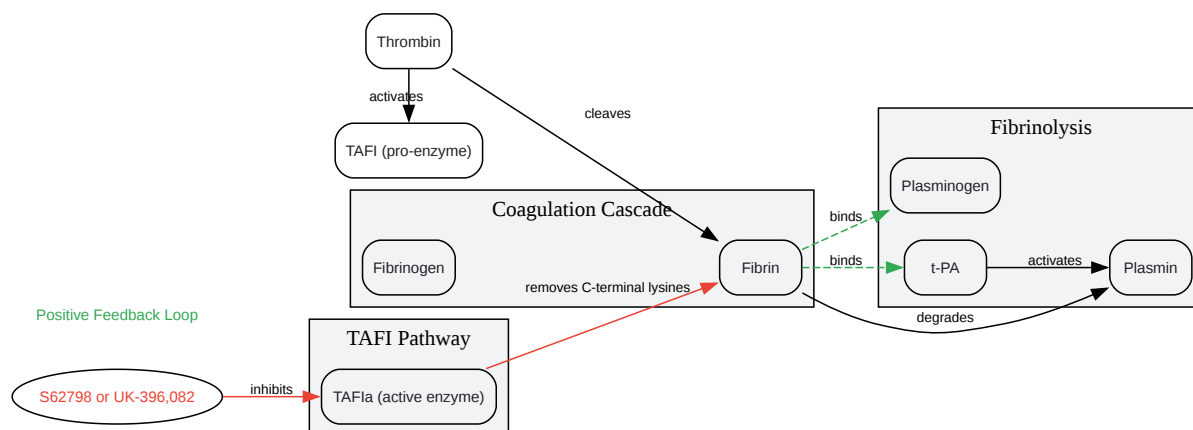 Thrombin
activates
cleaves
TAFI (pro-enzyme)
Fibrinolysis
Plasminogen
Coagulation Cascade
binds
Fibrinogen
Fibrin
binds
t-PA
activates
Plasmin
removes C-terminal lysines
degrades
Positive Feedback Loop
TAFI Pathway
S62798 or UK-396,082
inhibits
TAFIa (active enzyme)